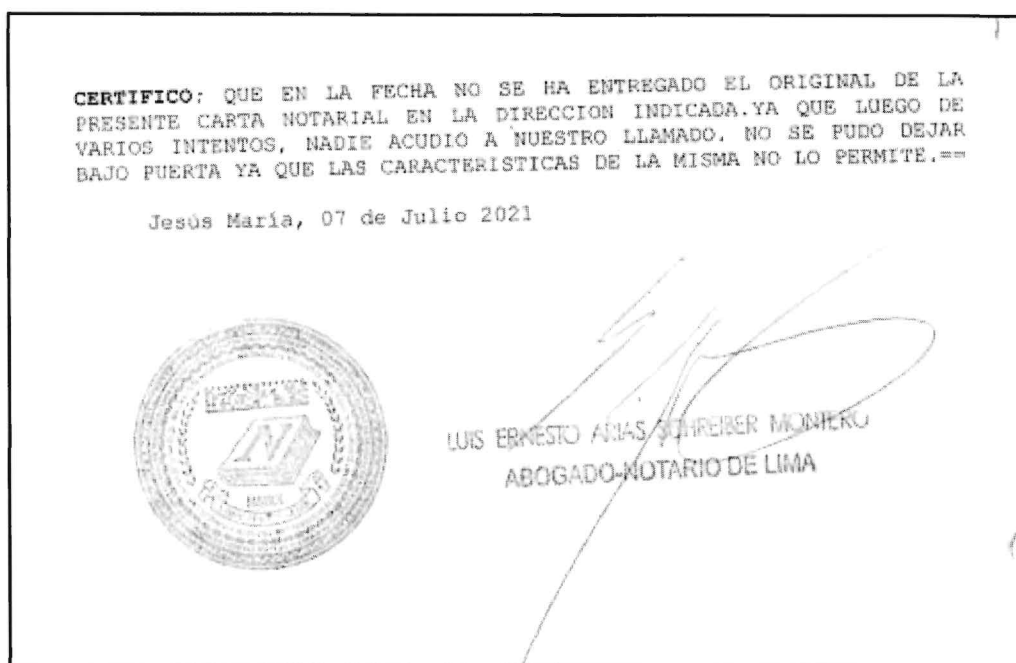 CERTIFICO: QUE EN LA FECHA NO SE HA ENTREGADO EL ORIGINAL DE LA
PRESENTE CARTA NOTARIAL EN LA DIRECCION INDICADA.YA QUE LUEGO DE
VARIOS INTENTOS, NADIE ACUDIO A NUESTRO LLAMADO. NO SE PUDO DEJAR
BAJO PUERTA YA QUE LAS CARACTERISTICAS DE LA MISMA NO LO PERMITE.==
Jesús María, 07 de Julio 2021
N
LUIS ERNESTO ARIAS SCHREIBER MONTERO
ABOGADO-NOTARIO DE LIMA